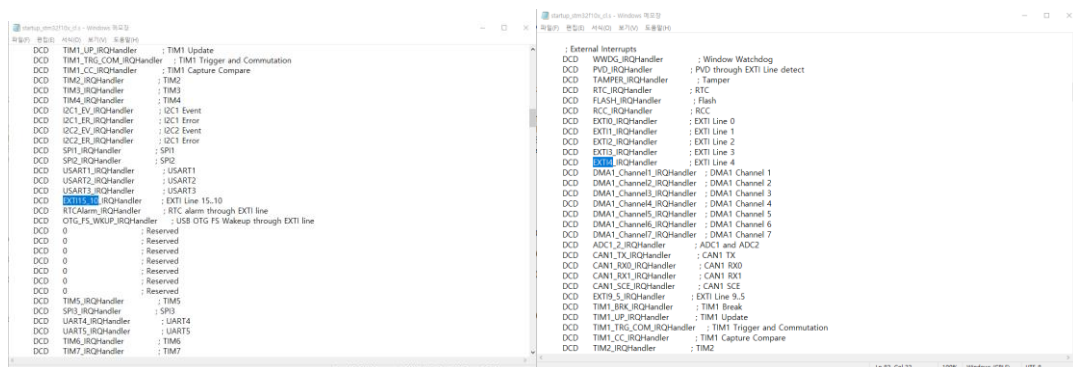 startup_stm32f10x_cl.s - Windows 메모장
파일(F) 편집(E) 서식(O) 보기(V) 도움말(H)
DCD TIM1_UP_IRQHandler ; TIM1 Update
DCD TIM1_TRG_COM_IRQHandler ; TIM1 Trigger and Commutation
DCD TIM1_CC_IRQHandler ; TIM1 Capture Compare
DCD TIM2_IRQHandler ; TIM2
DCD TIM3_IRQHandler ; TIM3
DCD TIM4_IRQHandler ; TIM4
DCD I2C1_EV_IRQHandler ; I2C1 Event
DCD I2C1_ER_IRQHandler ; I2C1 Error
DCD I2C2_EV_IRQHandler ; I2C2 Event
DCD I2C2_ER_IRQHandler ; I2C1 Error
DCD SPI1_IRQHandler ; SPI1
DCD SPI2_IRQHandler ; SPI2
DCD USART1_IRQHandler ; USART1
DCD USART2_IRQHandler ; USART2
DCD USART3_IRQHandler ; USART3
DCD EXTI15_10_IRQHandler ; EXTI Line 15..10
DCD RTCAlarm_IRQHandler ; RTC alarm through EXTI line
DCD OTG_FS_WKUP_IRQHandler ; USB OTG FS Wakeup through EXTI line
DCD 0 ; Reserved
DCD 0 ; Reserved
DCD 0 ; Reserved
DCD 0 ; Reserved
DCD 0 ; Reserved
DCD 0 ; Reserved
DCD 0 ; Reserved
DCD TIM5_IRQHandler ; TIM5
DCD SPI3_IRQHandler ; SPI3
DCD UART4_IRQHandler ; UART4
DCD UART5_IRQHandler ; UART5
DCD TIM6_IRQHandler ; TIM6
DCD TIM7_IRQHandler ; TIM7
startup_stm32f10x_cl.s - Windows 메모장
파일(F) 편집(E) 서식(O) 보기(V) 도움말(H)
; External Interrupts
DCD WWDG_IRQHandler ; Window Watchdog
DCD PVD_IRQHandler ; PVD through EXTI Line detect
DCD TAMPER_IRQHandler ; Tamper
DCD RTC_IRQHandler ; RTC
DCD FLASH_IRQHandler ; Flash
DCD RCC_IRQHandler ; RCC
DCD EXTI0_IRQHandler ; EXTI Line 0
DCD EXTI1_IRQHandler ; EXTI Line 1
DCD EXTI2_IRQHandler ; EXTI Line 2
DCD EXTI3_IRQHandler ; EXTI Line 3
DCD EXTI4_IRQHandler ; EXTI Line 4
DCD DMA1_Channel1_IRQHandler ; DMA1 Channel 1
DCD DMA1_Channel2_IRQHandler ; DMA1 Channel 2
DCD DMA1_Channel3_IRQHandler ; DMA1 Channel 3
DCD DMA1_Channel4_IRQHandler ; DMA1 Channel 4
DCD DMA1_Channel5_IRQHandler ; DMA1 Channel 5
DCD DMA1_Channel6_IRQHandler ; DMA1 Channel 6
DCD DMA1_Channel7_IRQHandler ; DMA1 Channel 7
DCD ADC1_2_IRQHandler ; ADC1 and ADC2
DCD CAN1_TX_IRQHandler ; CAN1 TX
DCD CAN1_RX0_IRQHandler ; CAN1 RX0
DCD CAN1_RX1_IRQHandler ; CAN1 RX1
DCD CAN1_SCE_IRQHandler ; CAN1 SCE
DCD EXTI9_5_IRQHandler ; EXTI Line 9..5
DCD TIM1_BRK_IRQHandler ; TIM1 Break
DCD TIM1_UP_IRQHandler ; TIM1 Update
DCD TIM1_TRG_COM_IRQHandler ; TIM1 Trigger and Commutation
DCD TIM1_CC_IRQHandler ; TIM1 Capture Compare
DCD TIM2_IRQHandler ; TIM2